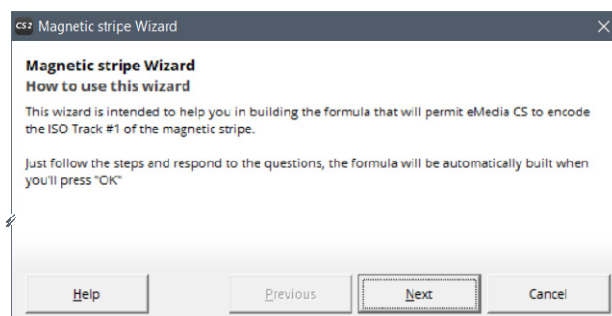 CS2 Magnetic stripe Wizard
Magnetic stripe Wizard
How to use this wizard
This wizard is intended to help you in building the formula that will permit eMedia CS to encode
the ISO Track #1 of the magnetic stripe.
Just follow the steps and respond to the questions, the formula will be automatically built when
you'll press "OK"
Help Previous Next Cancel